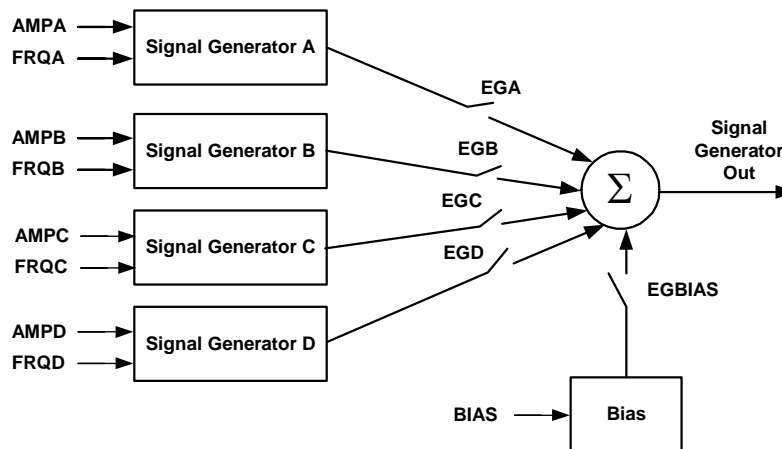 AMPA
FRQA
Signal Generator A
EGA
AMPB
FRQB
Signal Generator B
EGB
AMPC
FRQC
Signal Generator C
EGC
AMPD
FRQD
Signal Generator D
EGD
Σ
Signal
Generator
Out
EGBIAS
BIAS
Bias